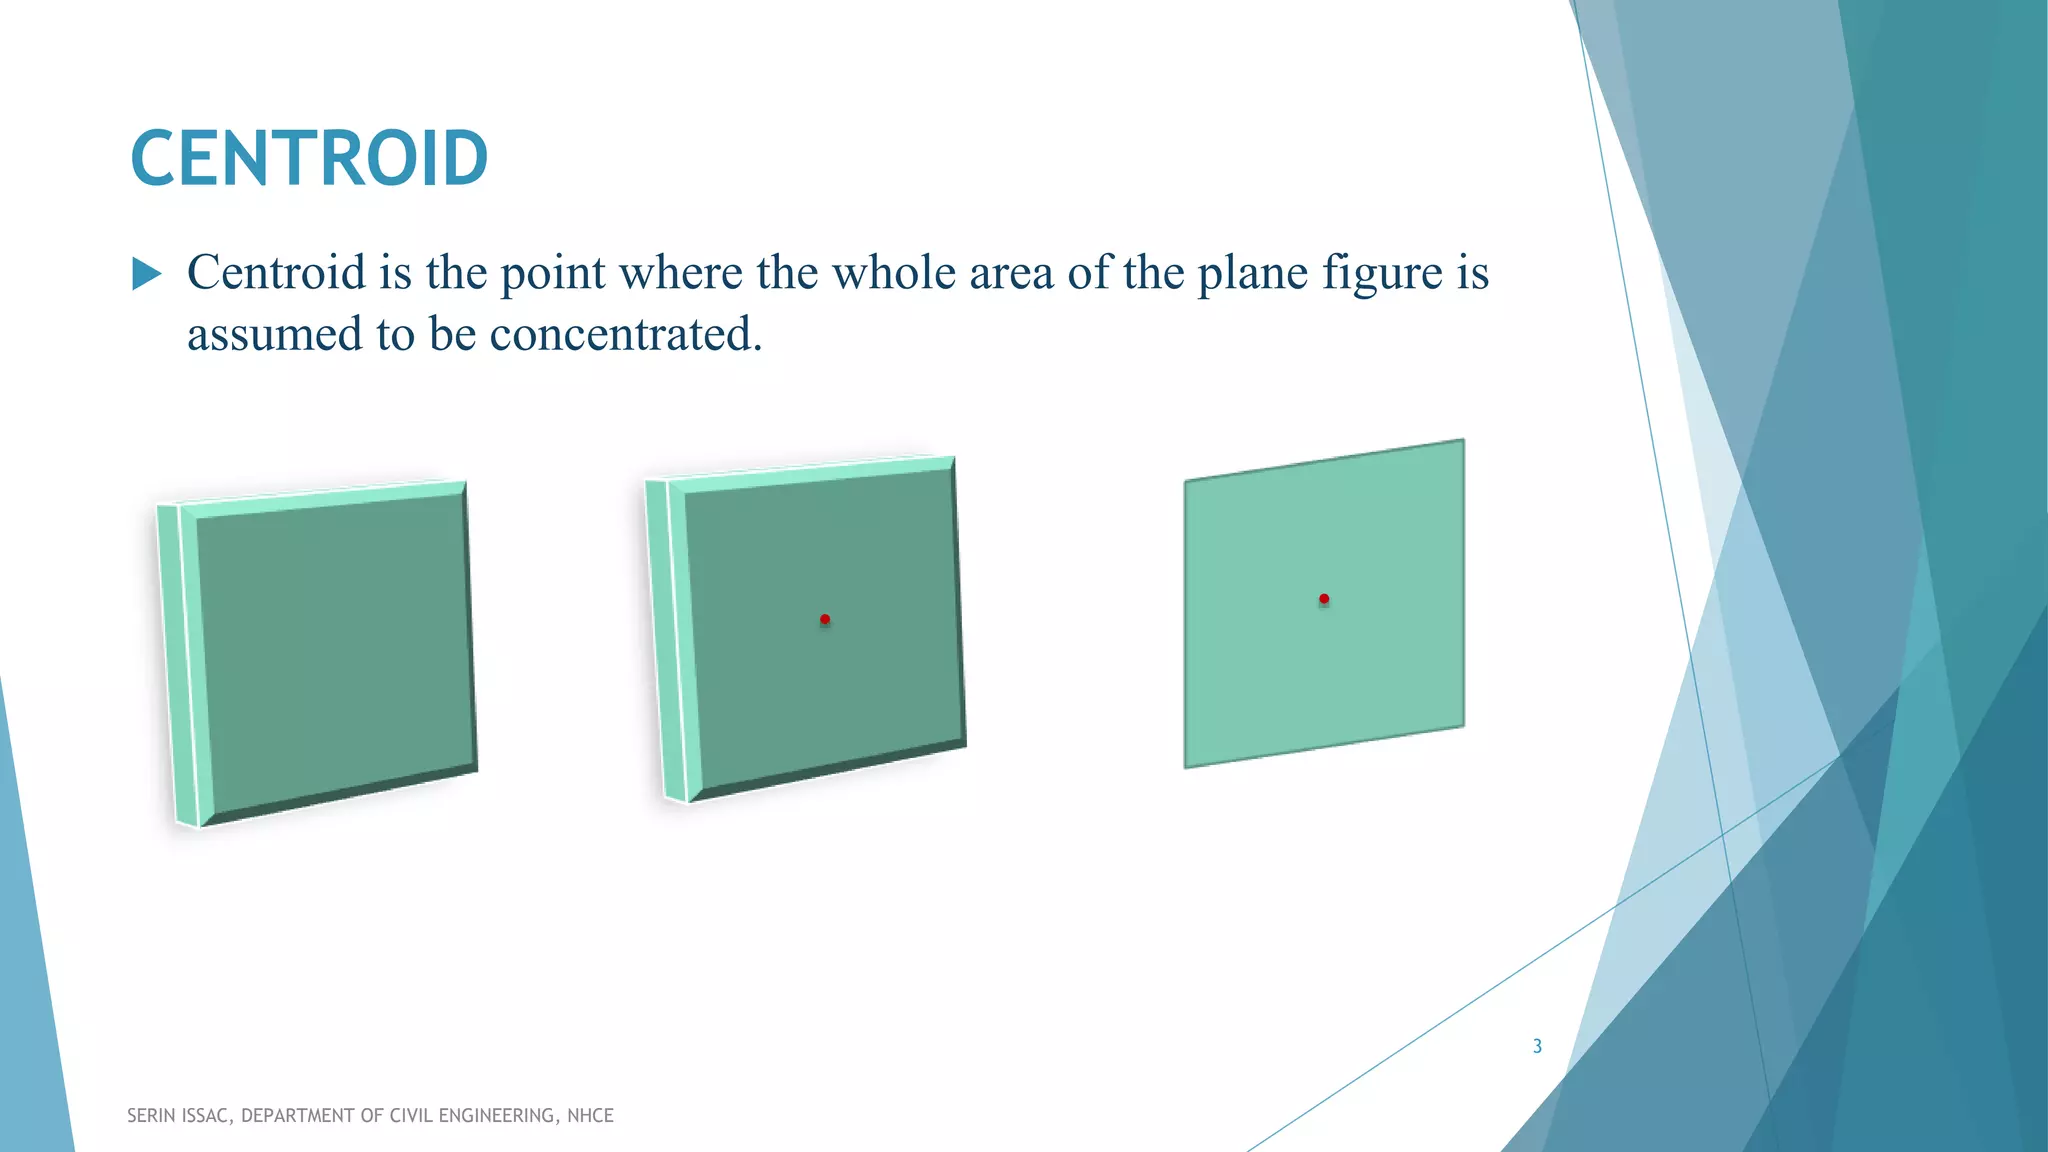 CENTROID
Centroid is the point where the whole area of the plane figure is
assumed to be concentrated.
3
SERIN ISSAC, DEPARTMENT OF CIVIL ENGINEERING, NHCE